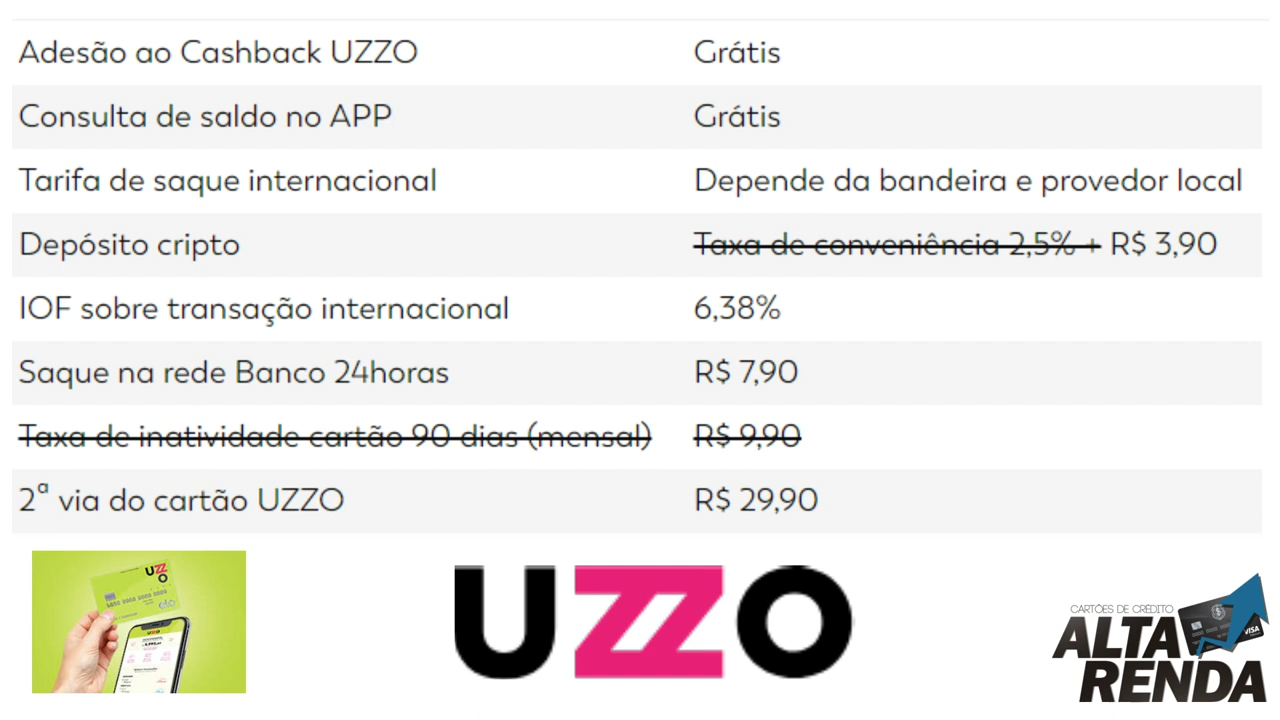 Adesão ao Cashback UZZO Grátis
Consulta de saldo no APP Grátis
Tarifa de saque internacional Depende da bandeira e provedor local
Depósito cripto Taxa de conveniência 2,5% + R$ 3,90
IOF sobre transação internacional 6,38%
Saque na rede Banco 24horas R$ 7,90
Taxa de inatividade cartão 90 dias (mensal) R$ 9,90
2ª via do cartão UZZO R$ 29,90
UZZO
elo
UZZO
CARTÕES DE CRÉDITO
ALTA
RENDA
VISA